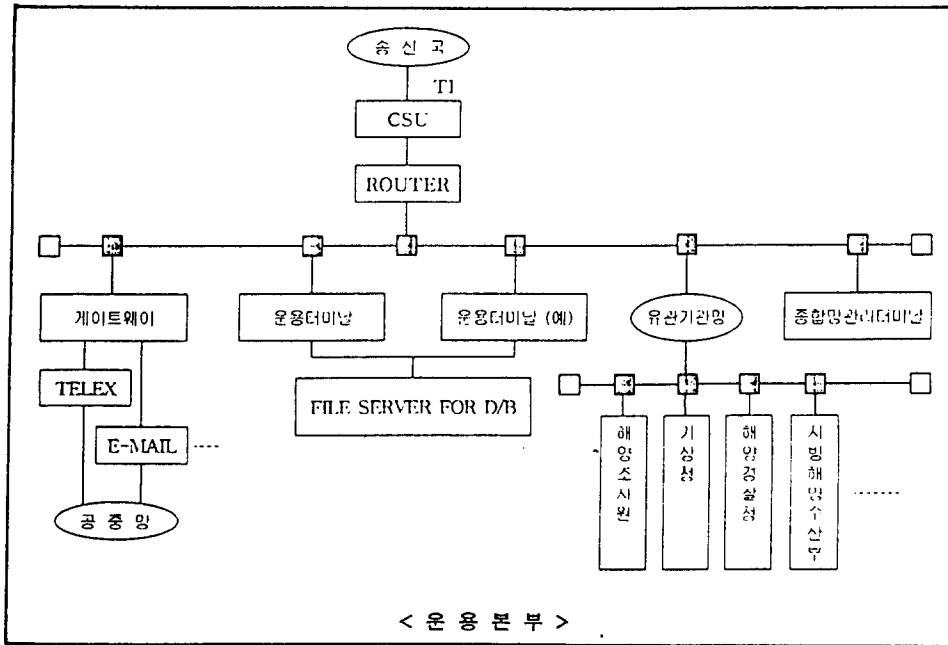 송 신 국
T1
CSU
ROUTER
게이트웨이
운용터미날
운용터미날 (예)
유관기관망
종합망관리터미날
TELEX
FILE SERVER FOR D/B
E-MAIL
해양조사원
기상청
해양경찰청
지방해양수산부
공 중 망
< 운 용 본 부 >